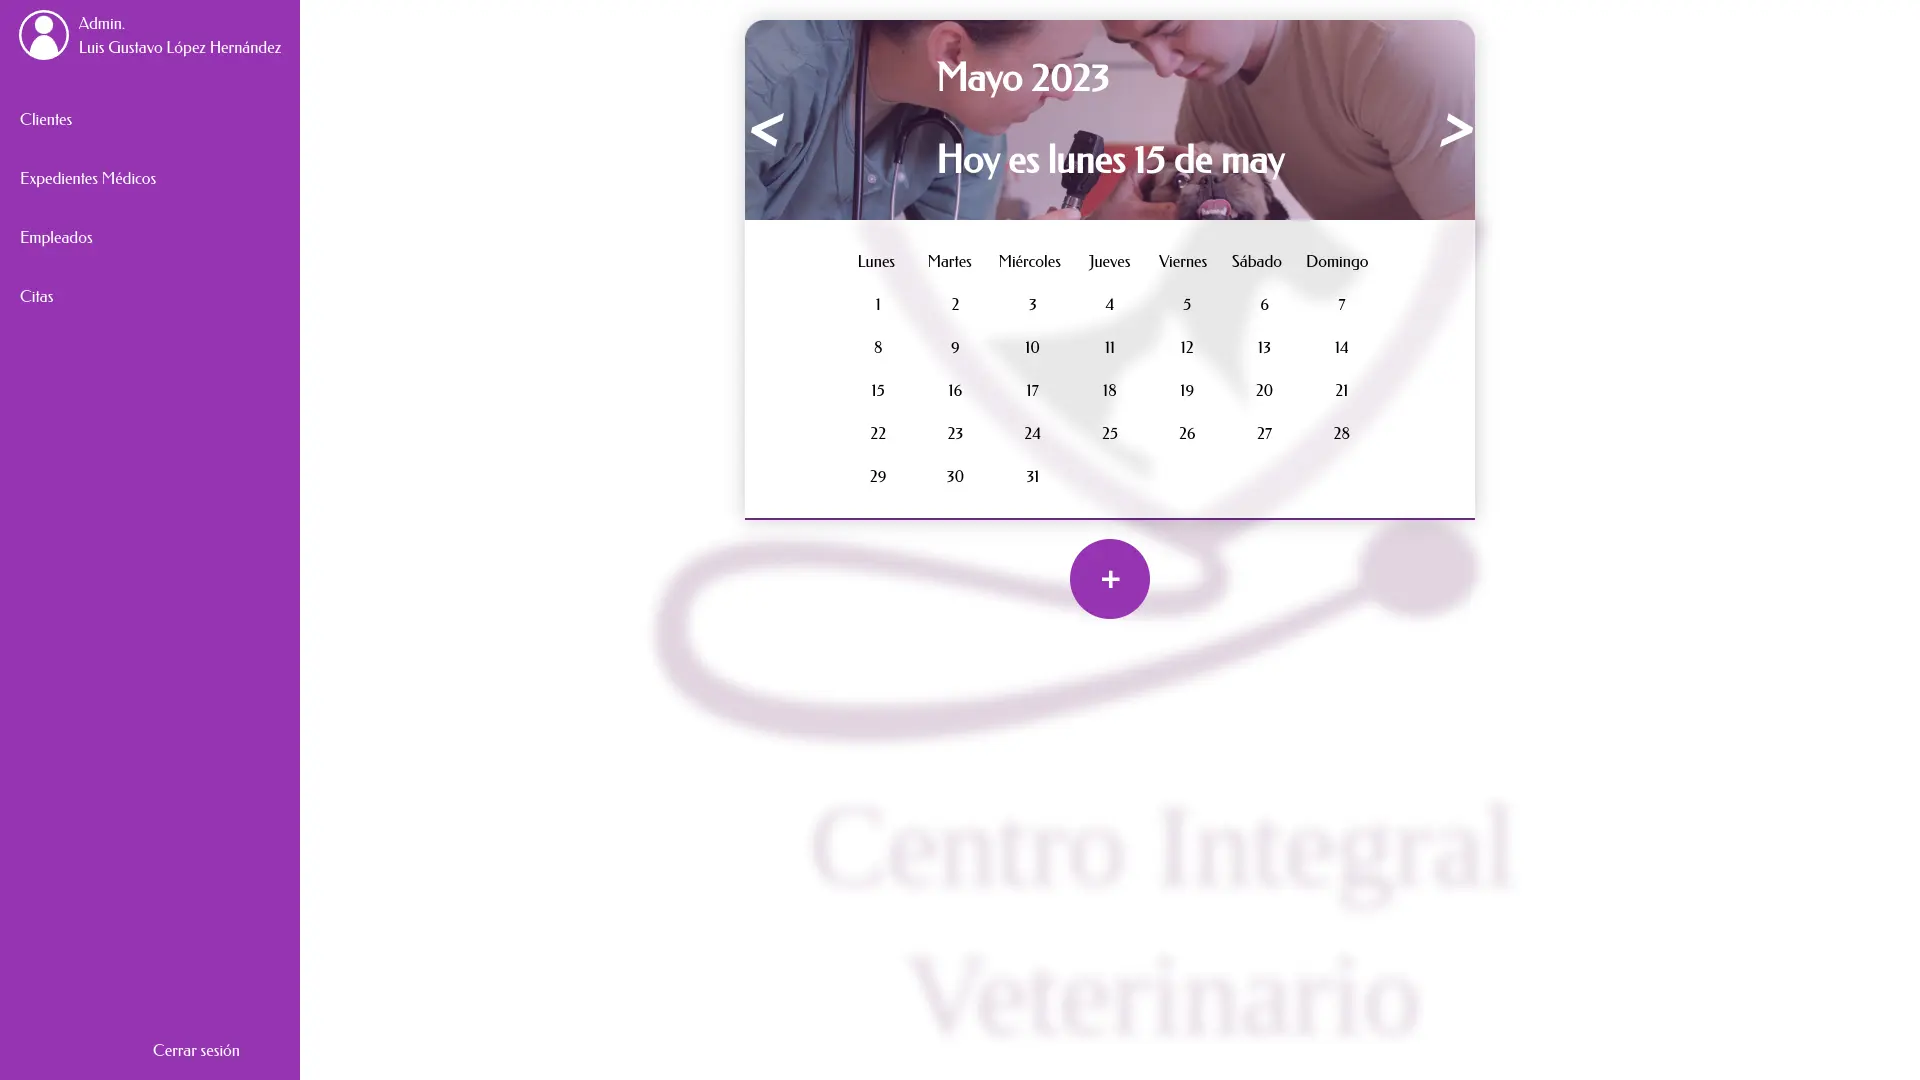 Admin.
Luis Gustavo López Hernández
Clientes
Expedientes Médicos
Empleados
Citas
Cerrar sesión
Mayo 2023
<
>
Hoy es lunes 15 de may
Lunes Martes Miércoles Jueves Viernes Sábado Domingo
1 2 3 4 5 6 7
8 9 10 11 12 13 14
15 16 17 18 19 20 21
22 23 24 25 26 27 28
29 30 31
+
Centro Integral
Veterinario